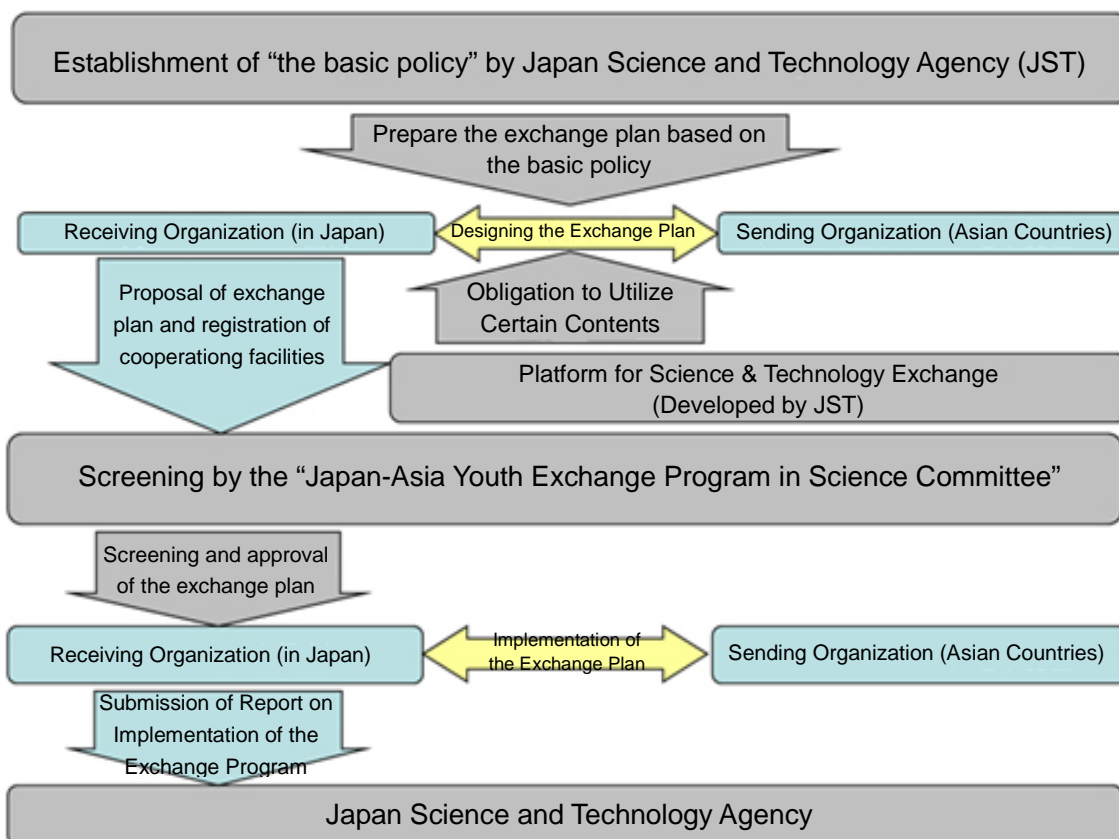 Establishment of “the basic policy” by Japan Science and Technology Agency (JST)
Prepare the exchange plan based on
the basic policy
Receiving Organization (in Japan)
Designing the Exchange Plan
Sending Organization (Asian Countries)
Proposal of exchange
plan and registration of
cooperationg facilities
Obligation to Utilize
Certain Contents
Platform for Science & Technology Exchange
(Developed by JST)
Screening by the “Japan-Asia Youth Exchange Program in Science Committee”
Screening and approval
of the exchange plan
Receiving Organization (in Japan)
Implementation of
the Exchange Plan
Sending Organization (Asian Countries)
Submission of Report on
Implementation of the
Exchange Program
Japan Science and Technology Agency